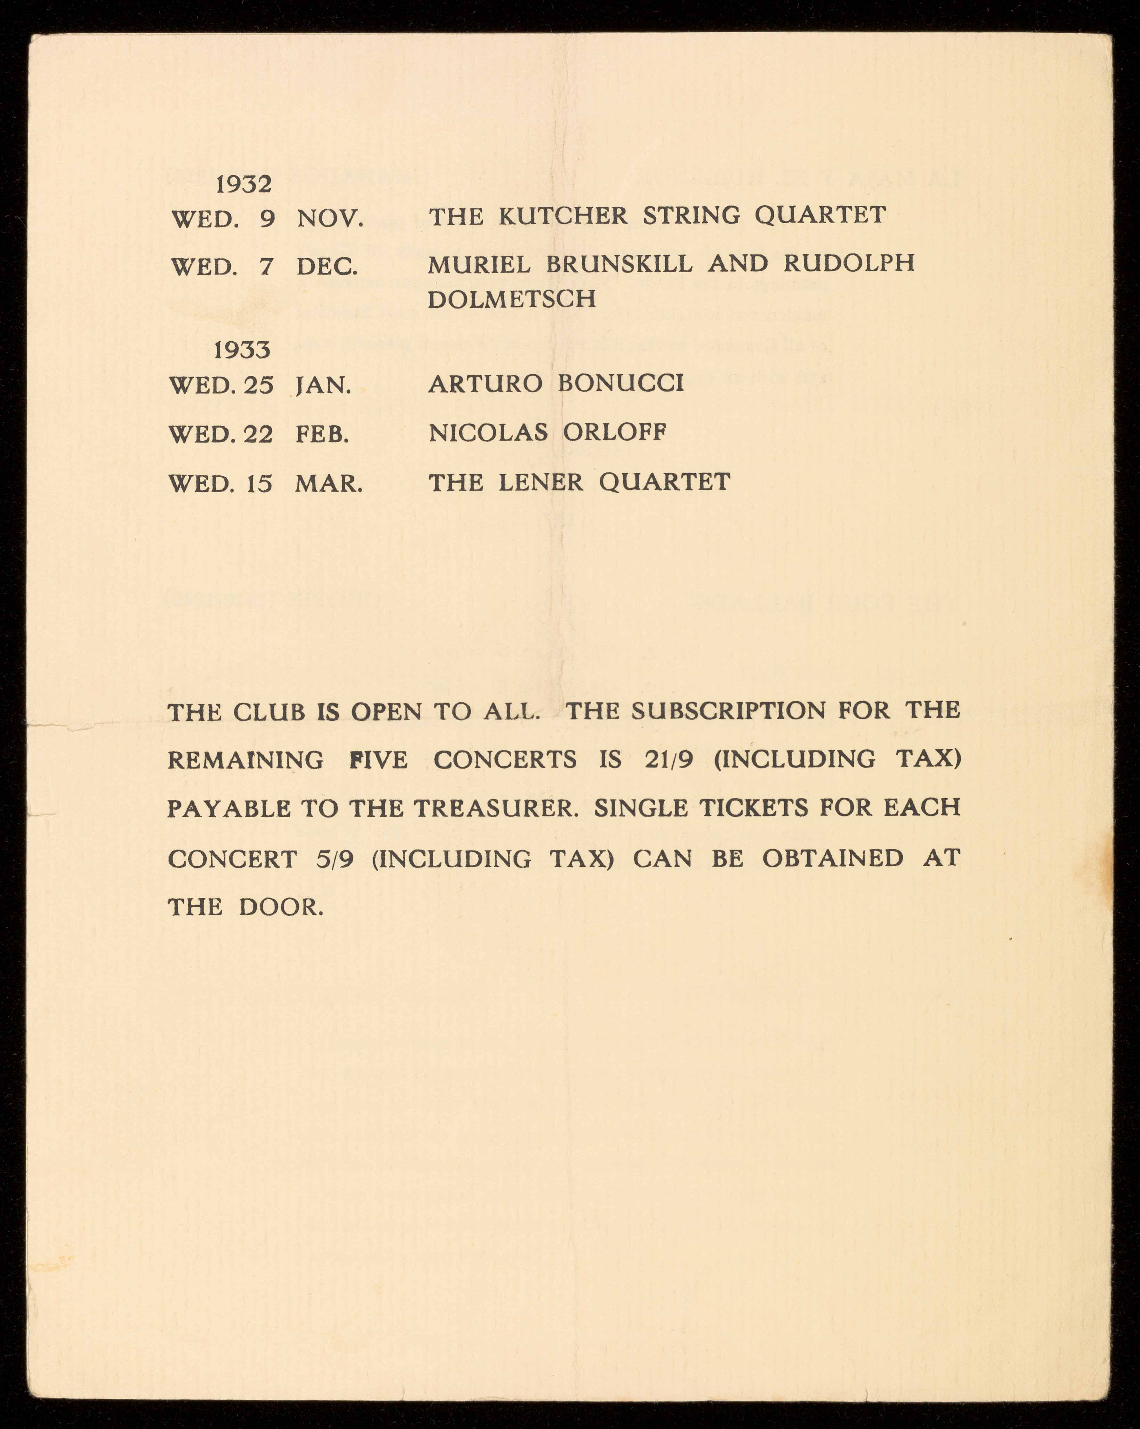 1932
WED. 9 NOV. THE KUTCHER STRING QUARTET
WED. 7 DEC. MURIEL BRUNSKILL AND RUDOLPH
DOLMETSCH
1933
WED. 25 JAN. ARTURO BONUCCI
WED. 22 FEB. NICOLAS ORLOFF
WED. 15 MAR. THE LENER QUARTET
THE CLUB IS OPEN TO ALL. THE SUBSCRIPTION FOR THE
REMAINING FIVE CONCERTS IS 21/9 (INCLUDING TAX)
PAYABLE TO THE TREASURER. SINGLE TICKETS FOR EACH
CONCERT 5/9 (INCLUDING TAX) CAN BE OBTAINED AT
THE DOOR.